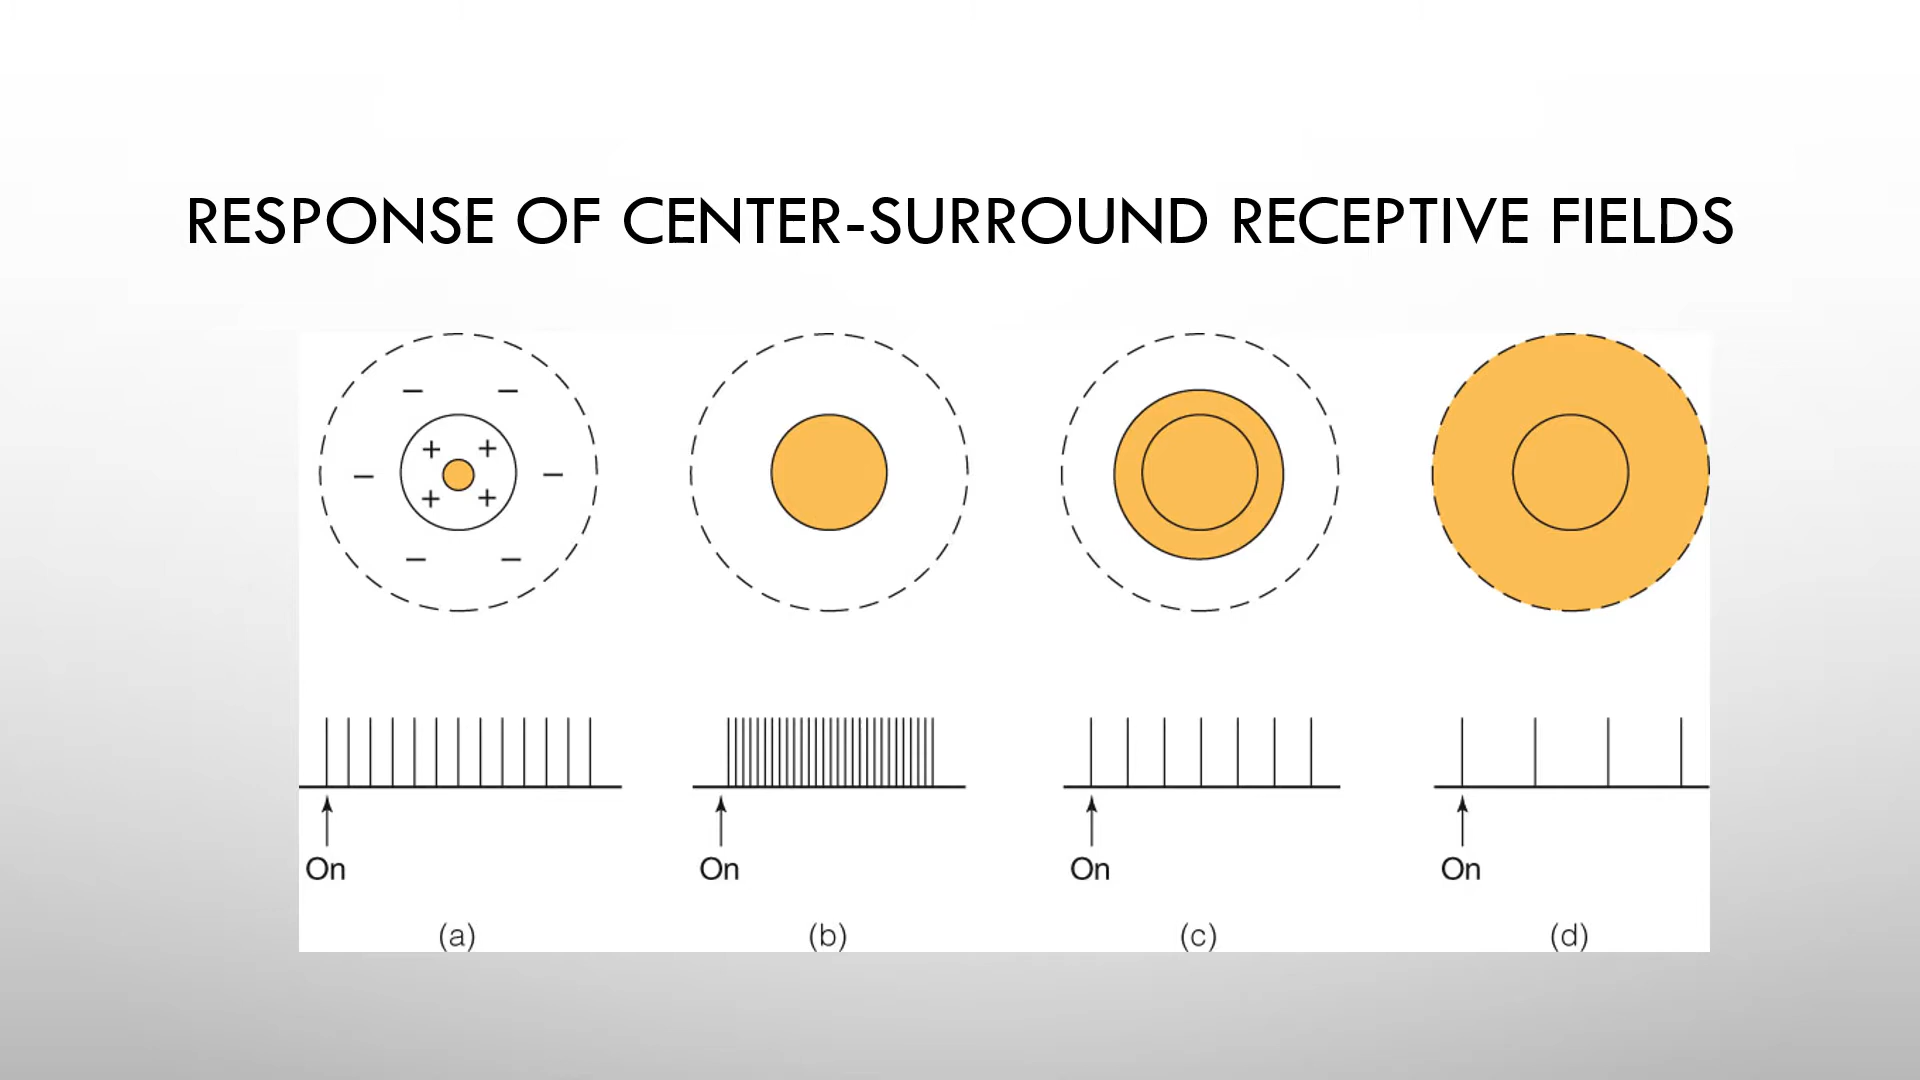 RESPONSE OF CENTER-SURROUND RECEPTIVE FIELDS
− −
+ +
− −
+ +
− −
On On On On
(a) (b) (c) (d)